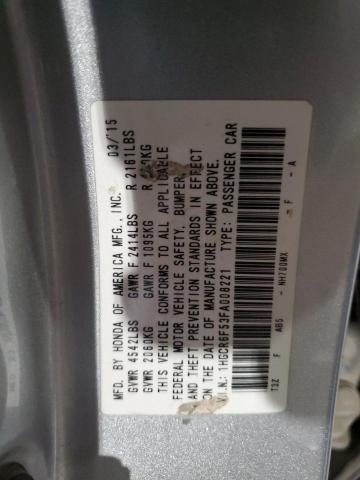 MFD. BY HONDA OF AMERICA MFG., INC. 03/15
GVWR 4542LBS GAWR F 2414LBS R 2161LBS
GVWR 2060KG GAWR F 1095KG R
THIS VEHICLE CONFORMS TO ALL APPLICABLE
FEDERAL MOTOR VEHICLE SAFETY, BUMPER,
AND THEFT PREVENTION STANDARDS IN EFFECT
ON THE DATE OF MANUFACTURE SHOWN ABOVE.
V.I.N.: 1HGCR6F53FA008221 TYPE: PASSENGER CAR
AB5 - NH700MX
T3Z F F - A